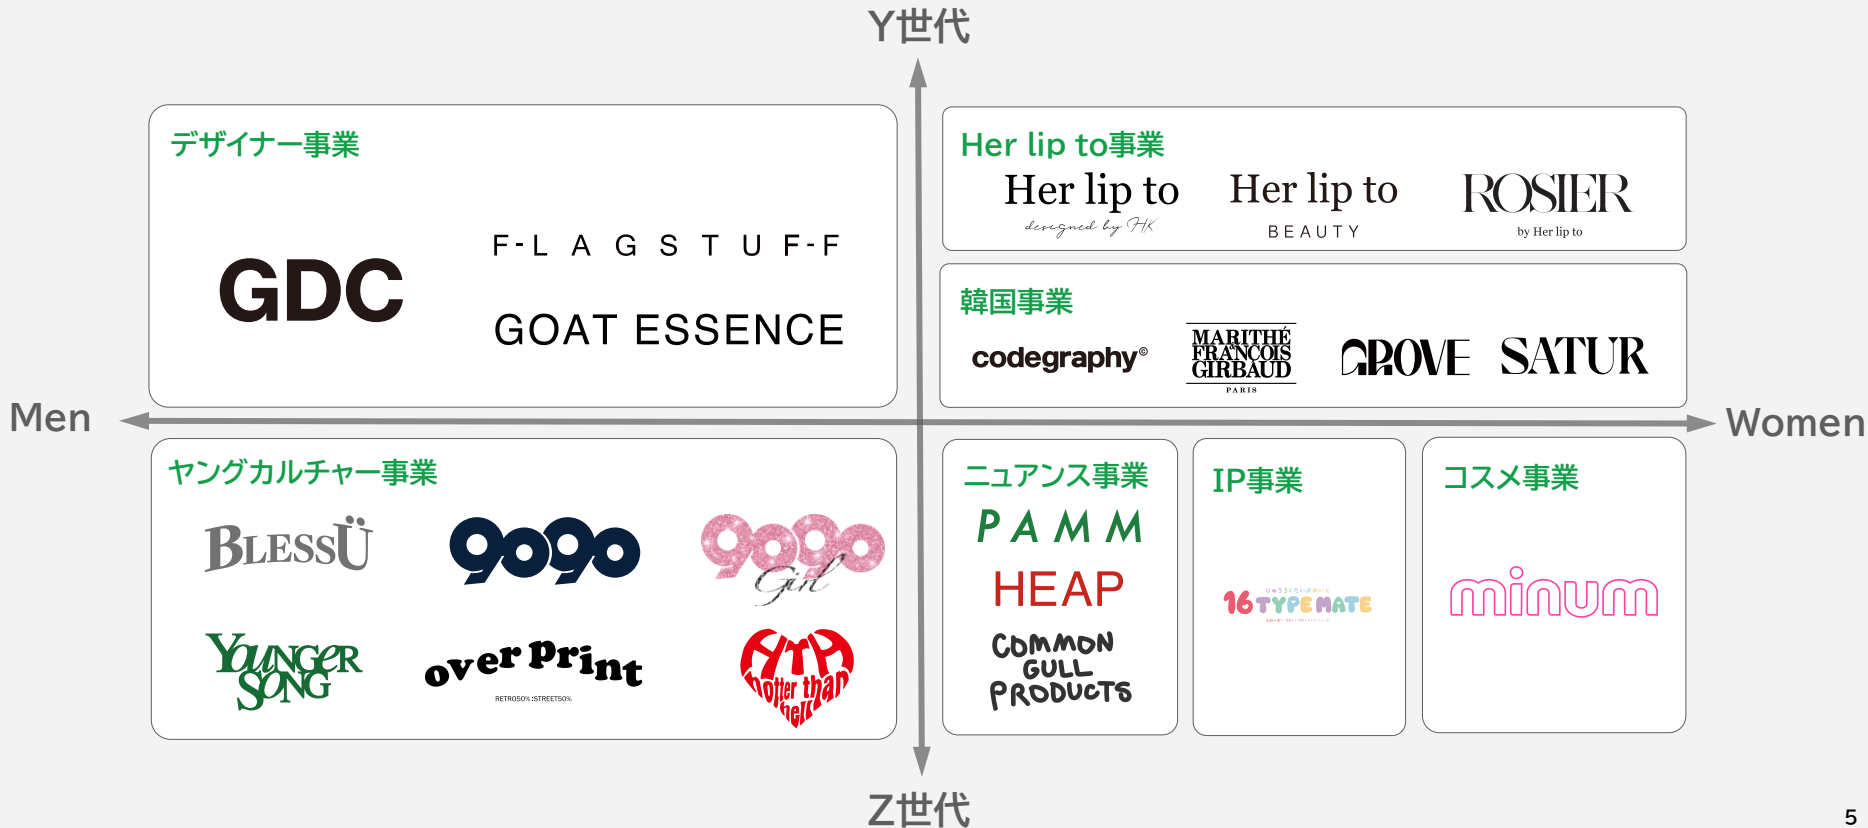 Y世代
デザイナー事業
GDC
F-LAGSTUF-F
GOAT ESSENCE
Her lip to事業
Her lip to
designed by HK
Her lip to
BEAUTY
ROSIER
by Her lip to
韓国事業
codegraphy©
MARITHÉ
FRANCOIS
GIRBAUD
PARIS
GROVE
SATUR
Men
Women
ヤングカルチャー事業
BLESSÜ
9090
9090
Girl
YOUNGER
SONG
over print
RETRO50%:STREET50%
HTH
hotter than
hell
ニュアンス事業
PAMM
HEAP
COMMON
GULL
PRODUCTS
IP事業
16TYPEMATE
コスメ事業
minum
Z世代
5